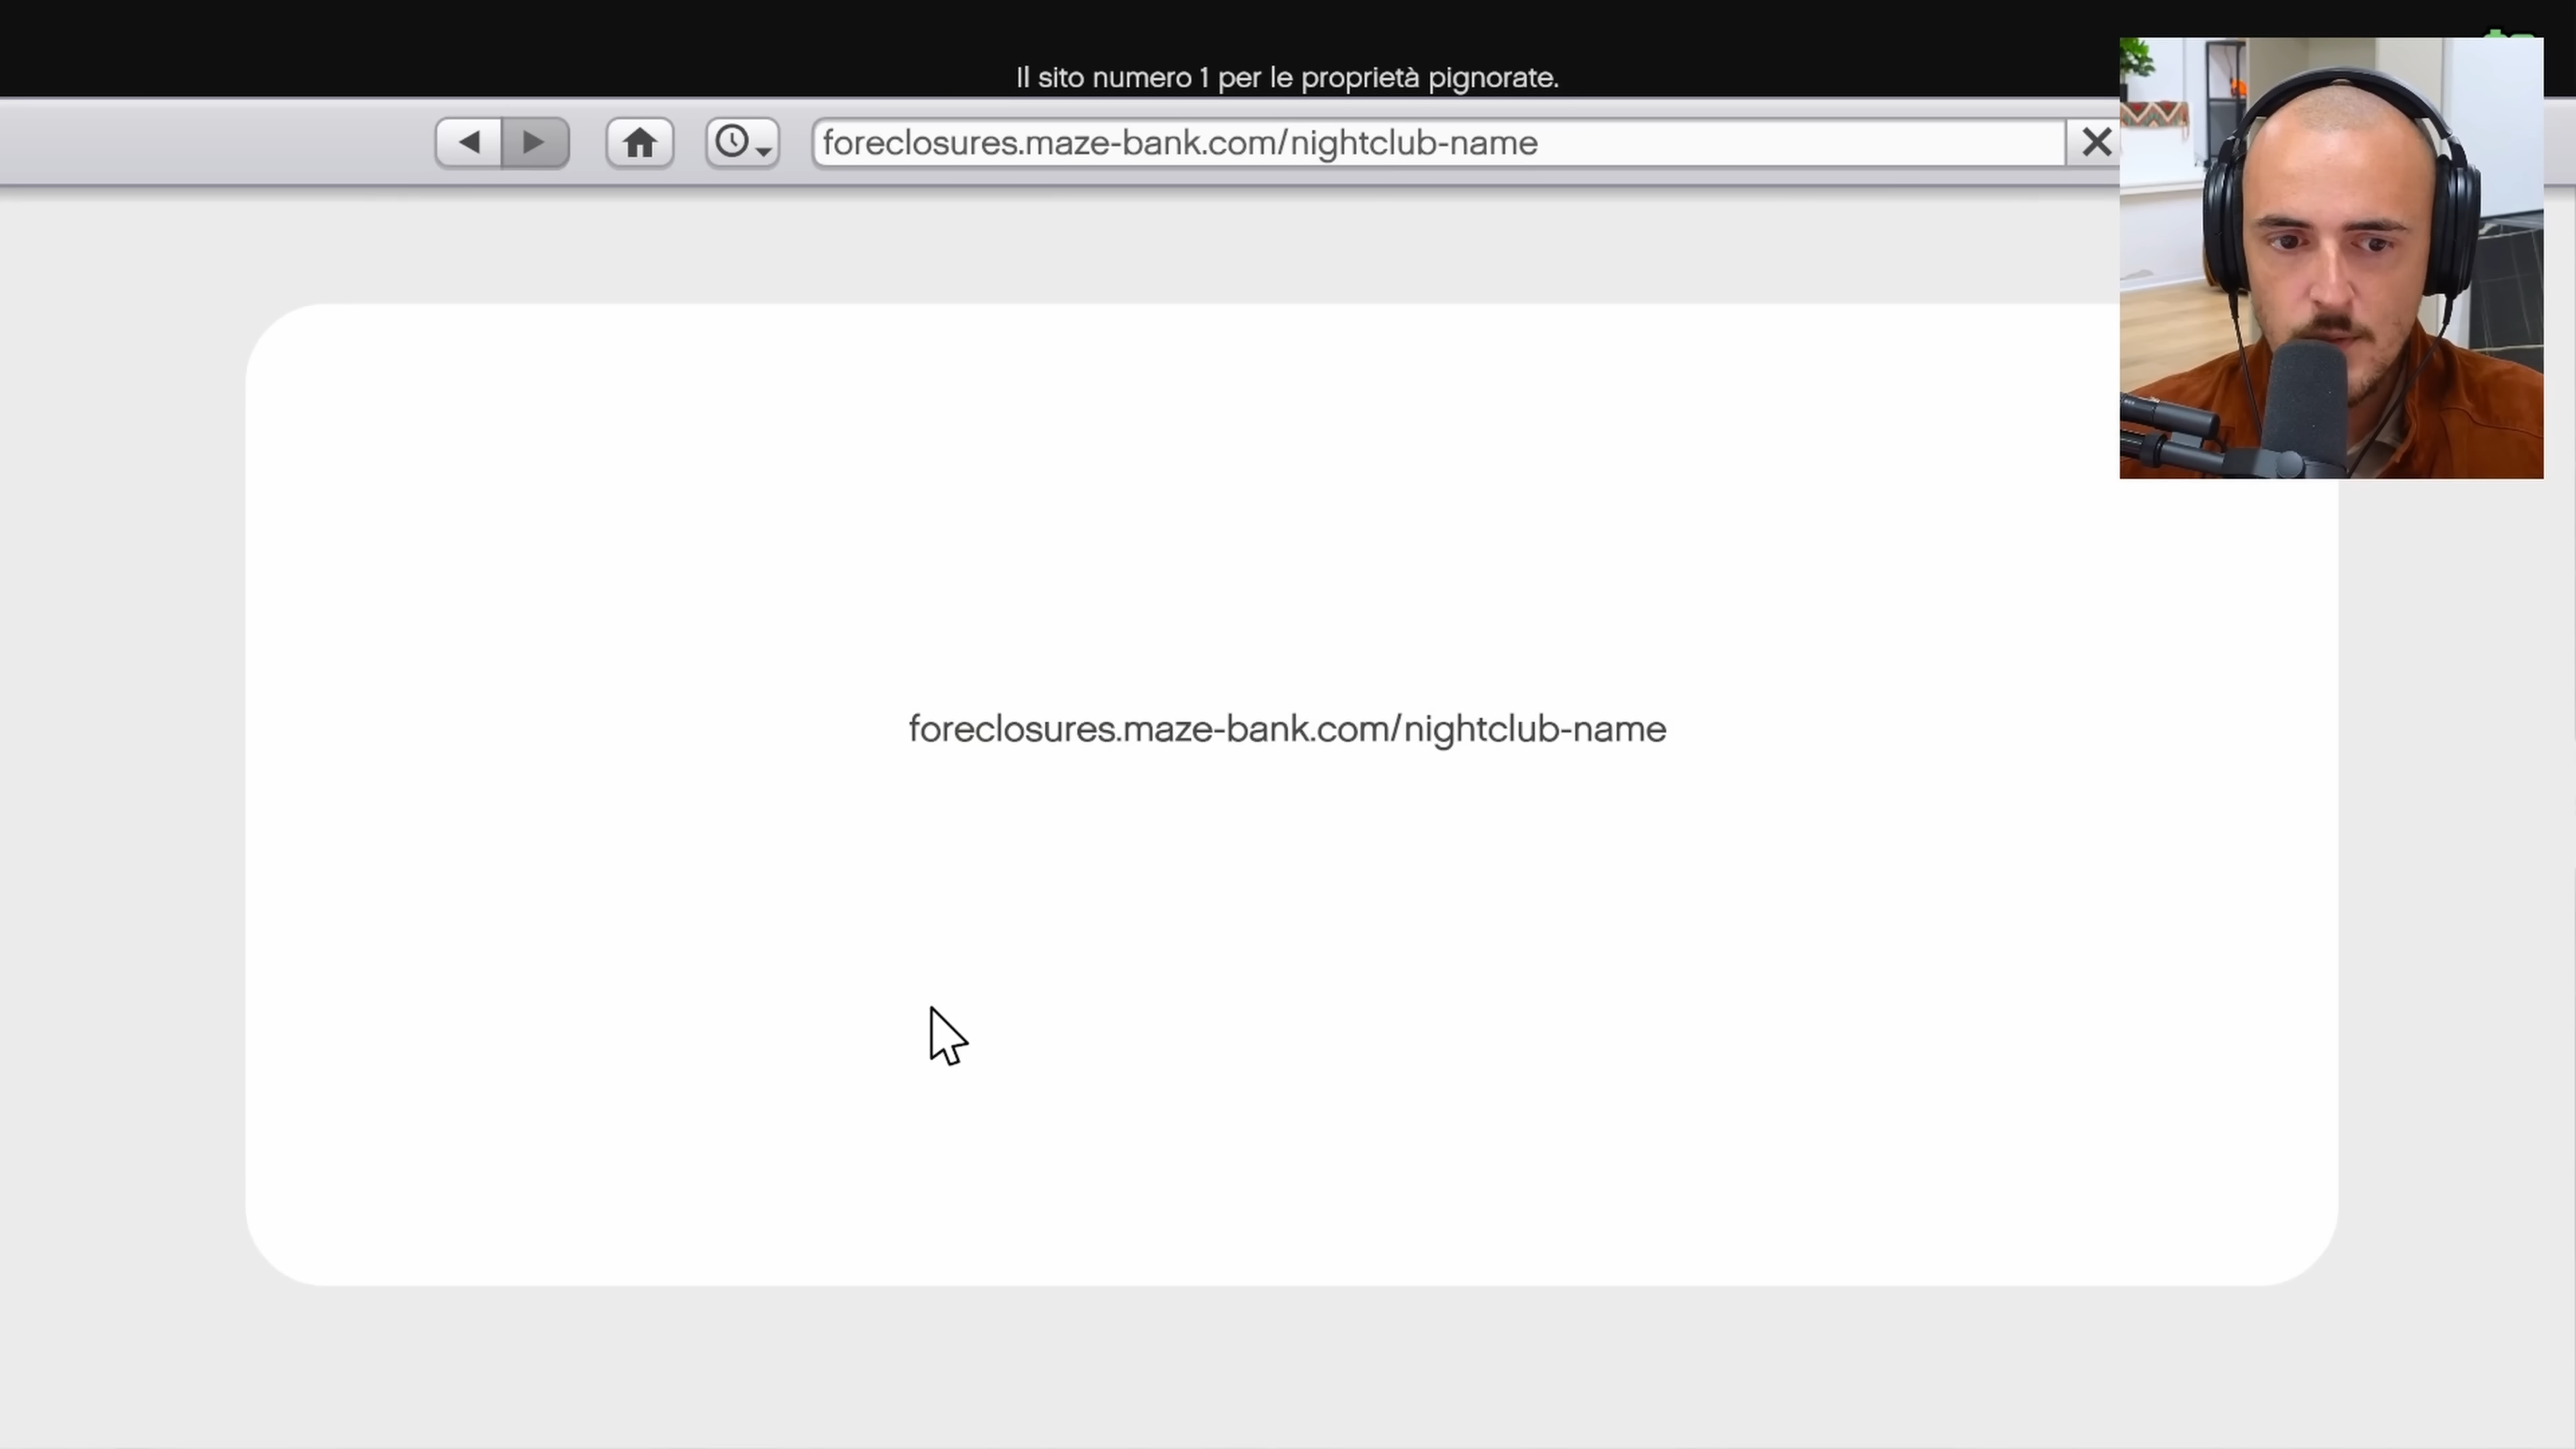 Il sito numero 1 per le proprietà pignorate.
foreclosures.maze-bank.com/nightclub-name
foreclosures.maze-bank.com/nightclub-name